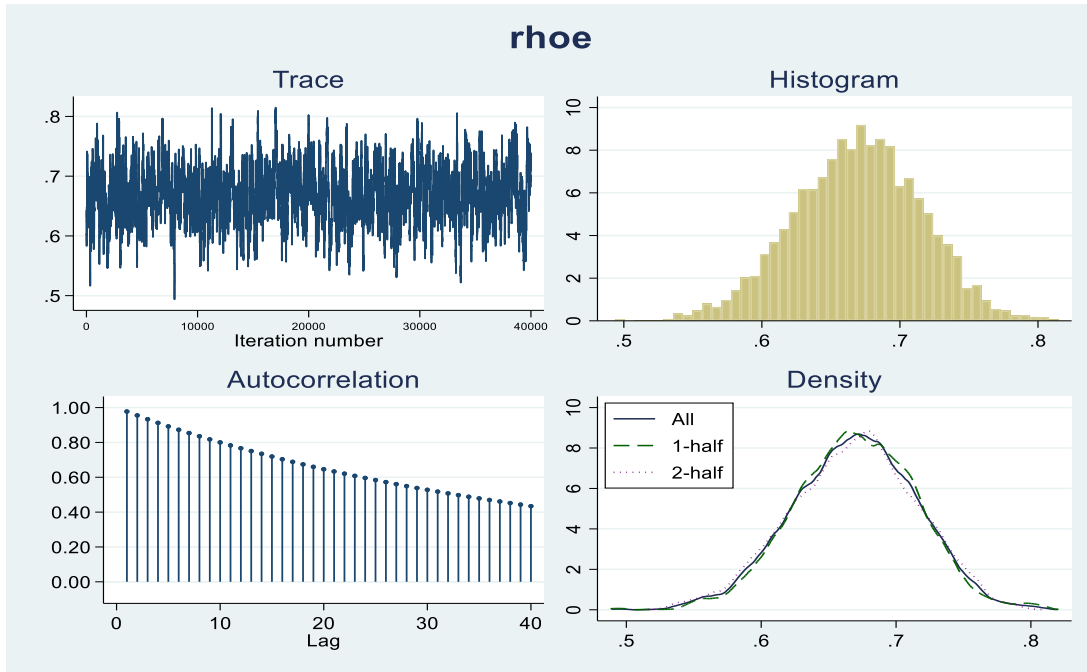 rhoe
Trace
.8
.7
.6
.5
0 10000 20000 30000 40000
Iteration number
Histogram
10
8
6
4
2
0
.5 .6 .7 .8
Autocorrelation
1.00
0.80
0.60
0.40
0.20
0.00
0 10 20 30 40
Lag
Density
10
8
6
4
2
0
All
1-half
2-half
.5 .6 .7 .8